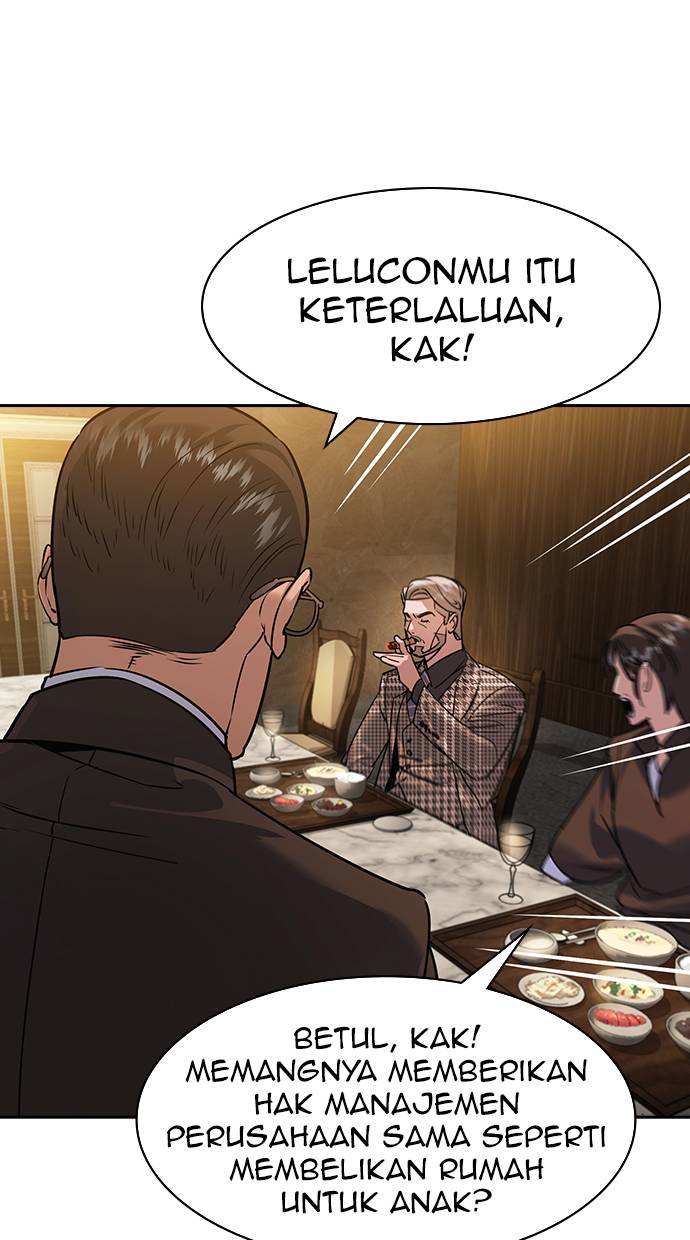 LELUCONMU ITU
KETERLALUAN,
KAK!
BETUL, KAK!
MEMANGNYA MEMBERIKAN
HAK MANAJEMEN
PERUSAHAAN SAMA SEPERTI
MEMBELIKAN RUMAH
UNTUK ANAK?